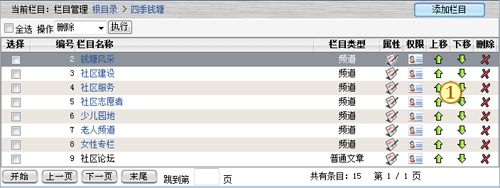 当前栏目：栏目管理 根目录 > 四季钱塘 添加栏目
全选 操作 删除 执行
选择 编号 栏目名称 栏目类型 属性 权限 上移 下移 删除
2 钱塘风采 频道
3 社区建设 频道
4 社区服务 频道
5 社区志愿者 频道
6 少儿园地 频道
7 老人频道 频道
8 女性专栏 频道
9 社区论坛 普通文章
1
开始 上一页 下一页 末尾 跳到第 页 共有条目：15 第 1 / 1 页